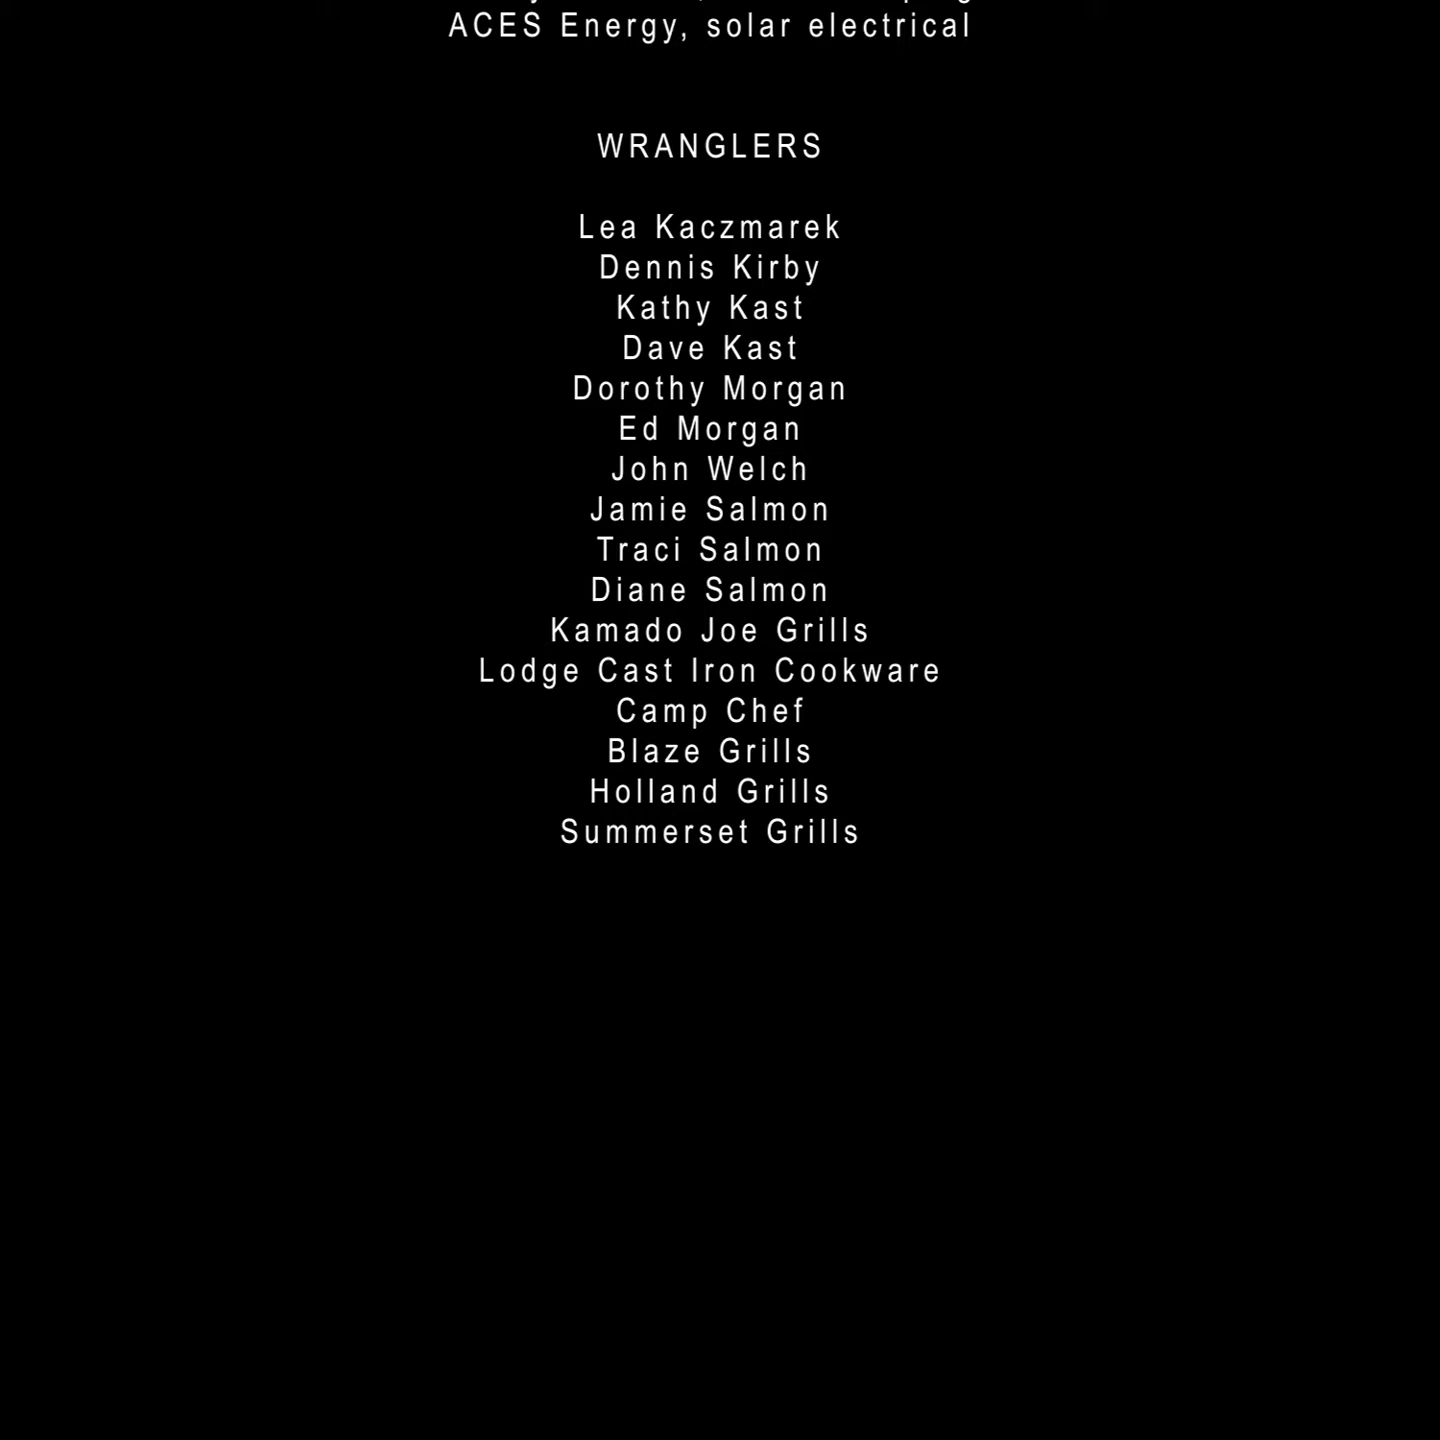 ACES Energy, solar electrical
WRANGLERS
Lea Kaczmarek
Dennis Kirby
Kathy Kast
Dave Kast
Dorothy Morgan
Ed Morgan
John Welch
Jamie Salmon
Traci Salmon
Diane Salmon
Kamado Joe Grills
Lodge Cast Iron Cookware
Camp Chef
Blaze Grills
Holland Grills
Summerset Grills